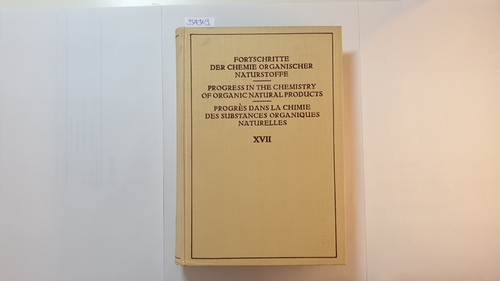 FORTSCHRITTE
DER CHEMIE ORGANISCHER
NATURSTOFFE
PROGRESS IN THE CHEMISTRY
OF ORGANIC NATURAL PRODUCTS
PROGRÈS DANS LA CHIMIE
DES SUBSTANCES ORGANIQUES
NATURELLES
XVII